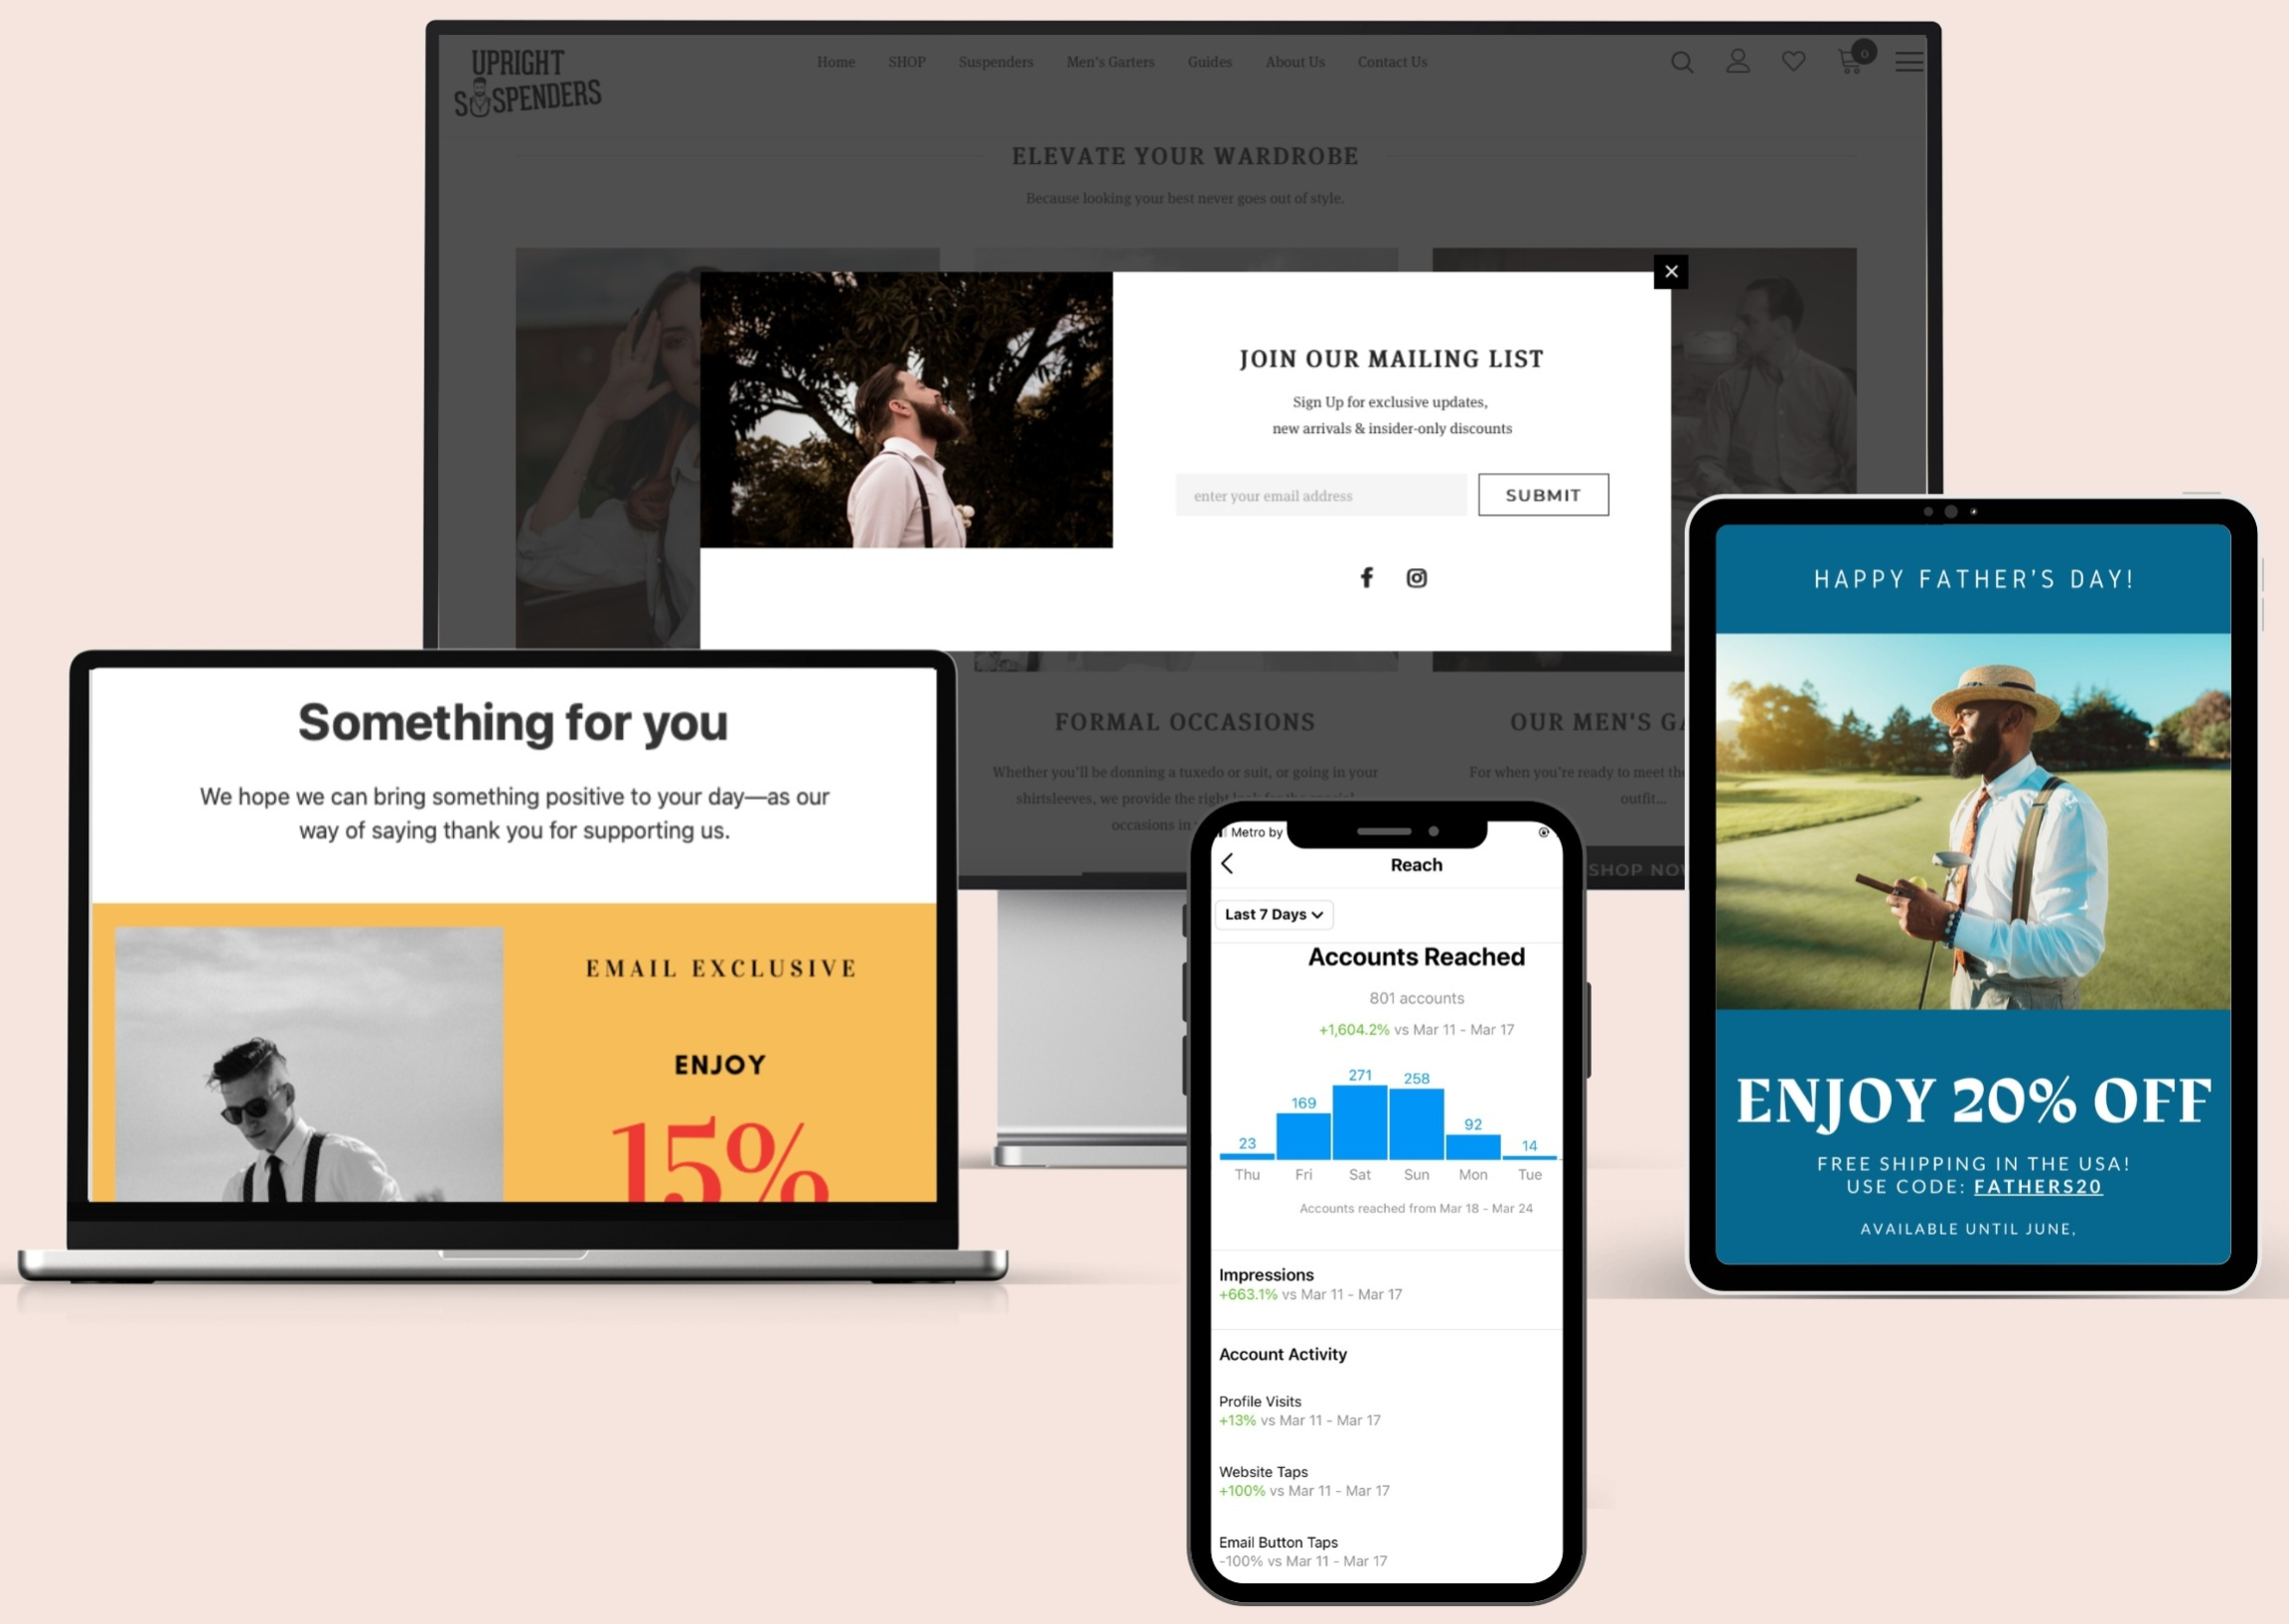 UPRIGHT
SUSPENDERS
Home SHOP Suspenders Men's Garters Guides About Us Contact Us
0
ELEVATE YOUR WARDROBE
Because looking your best never goes out of style.
JOIN OUR MAILING LIST
Sign Up for exclusive updates,
new arrivals & insider-only discounts
enter your email address
SUBMIT
FORMAL OCCASIONS
Whether you'll be donning a tuxedo or suit, or going in your
shirtsleeves, we provide the right look for the special
occasions in
OUR MEN'S GA
For when you're ready to meet the
outfit...
SHOP NO
Something for you
We hope we can bring something positive to your day—as our
way of saying thank you for supporting us.
EMAIL EXCLUSIVE
ENJOY
15%
Metro by
Reach
Last 7 Days
Accounts Reached
801 accounts
+1,604.2% vs Mar 11 - Mar 17
23 169 271 258 92 14
Thu Fri Sat Sun Mon Tue
Accounts reached from Mar 18 - Mar 24
Impressions
+663.1% vs Mar 11 - Mar 17
Account Activity
Profile Visits
+13% vs Mar 11 - Mar 17
Website Taps
+100% vs Mar 11 - Mar 17
Email Button Taps
-100% vs Mar 11 - Mar 17
HAPPY FATHER'S DAY!
ENJOY 20% OFF
FREE SHIPPING IN THE USA!
USE CODE: FATHERS20
AVAILABLE UNTIL JUNE,